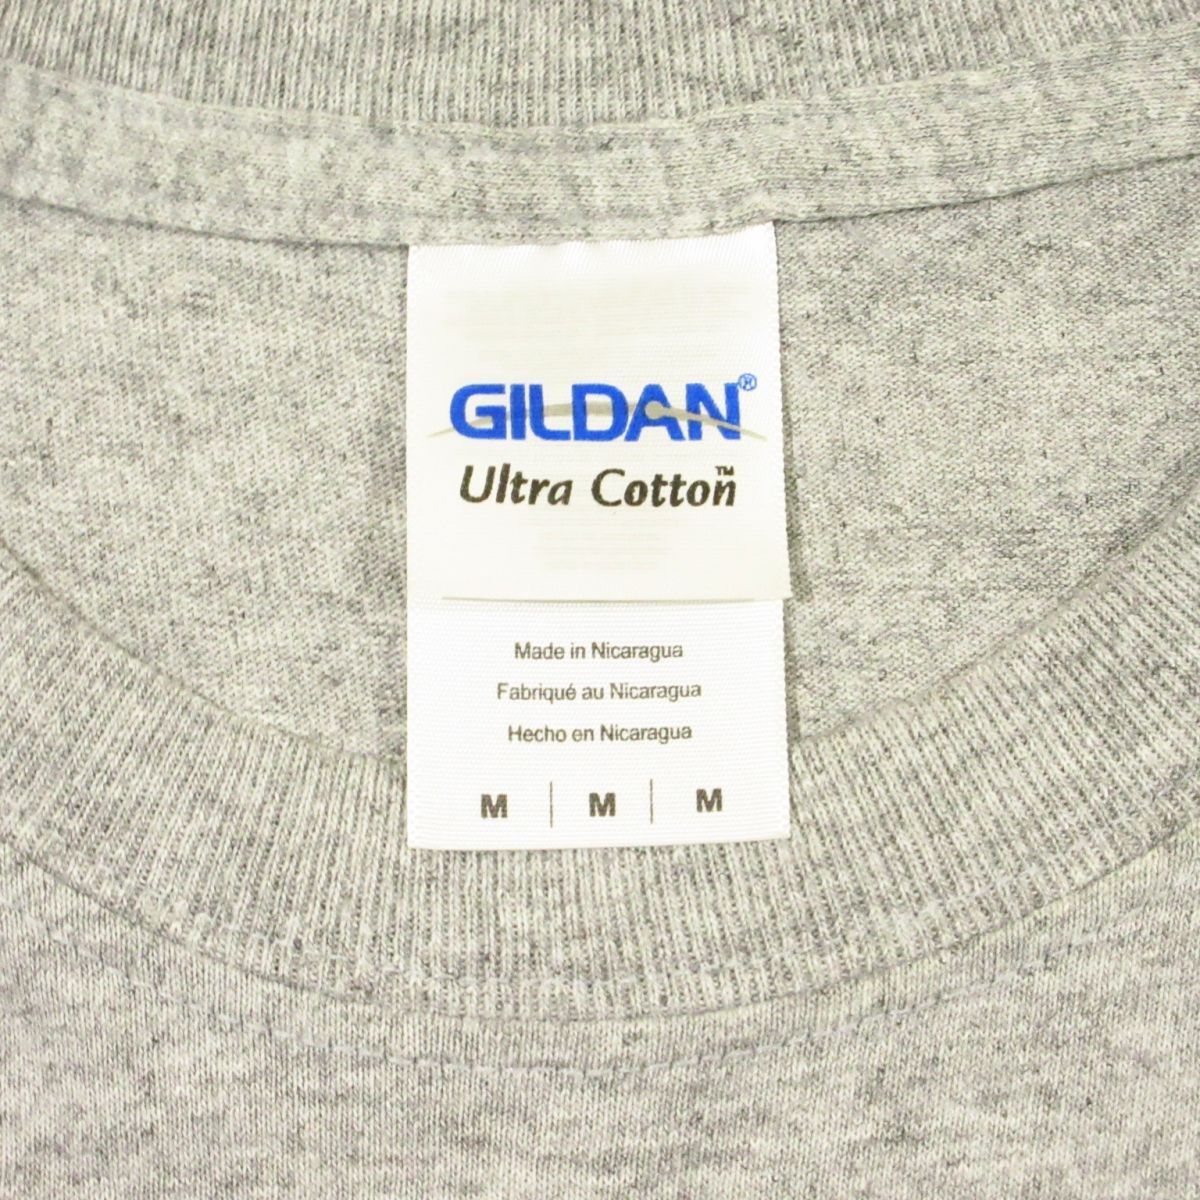 GILDAN®
Ultra Cotton™
Made in Nicaragua
Fabriqué au Nicaragua
Hecho en Nicaragua
M | M | M